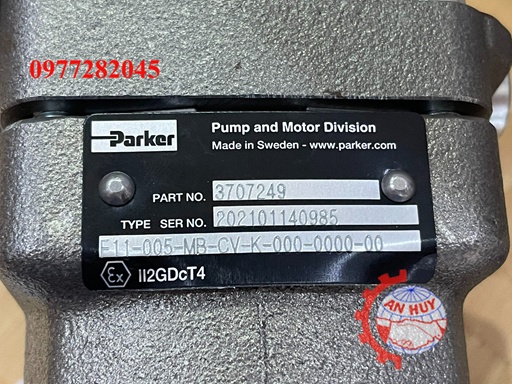 0977282045
Parker
Pump and Motor Division
Made in Sweden - www.parker.com
PART NO. 3707249
TYPE SER NO. 202101140985
F11-005-MB-CV-K-000-0000-00
Ex II2GDcT4
AN HUY